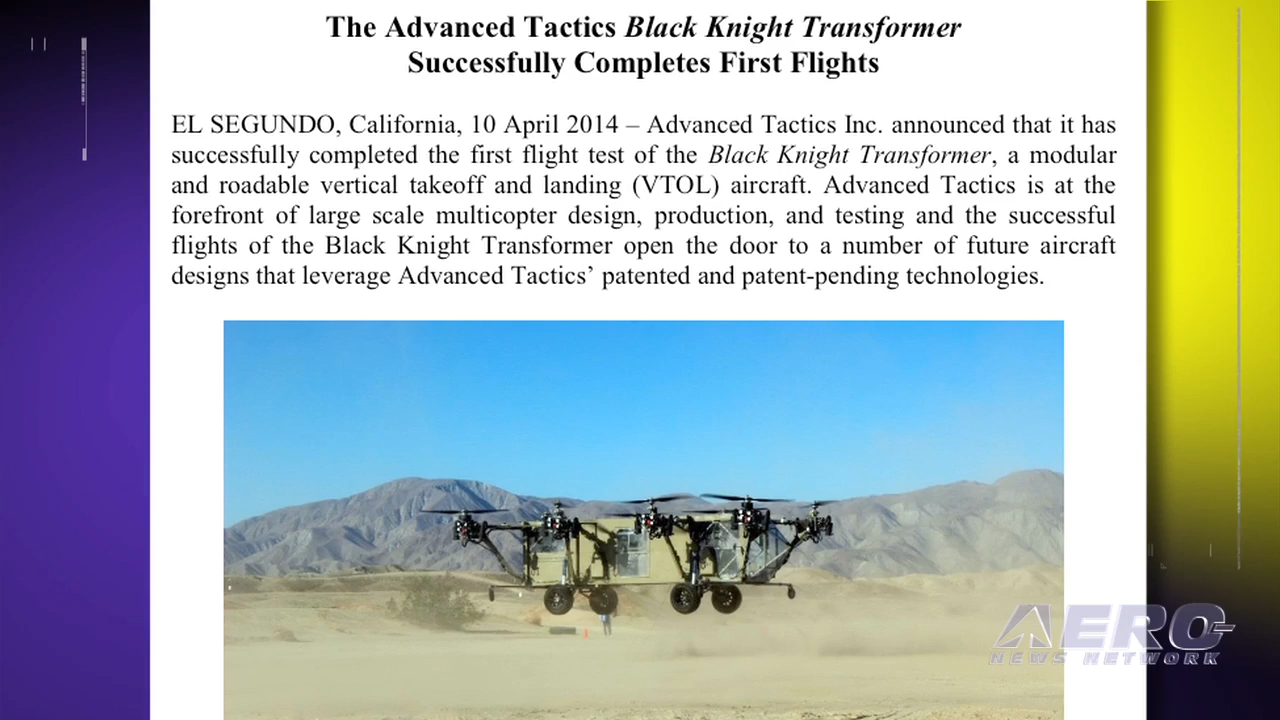 The Advanced Tactics Black Knight Transformer
Successfully Completes First Flights
EL SEGUNDO, California, 10 April 2014 – Advanced Tactics Inc. announced that it has
successfully completed the first flight test of the Black Knight Transformer, a modular
and roadable vertical takeoff and landing (VTOL) aircraft. Advanced Tactics is at the
forefront of large scale multicopter design, production, and testing and the successful
flights of the Black Knight Transformer open the door to a number of future aircraft
designs that leverage Advanced Tactics’ patented and patent-pending technologies.
AERO
NEWS NETWORK